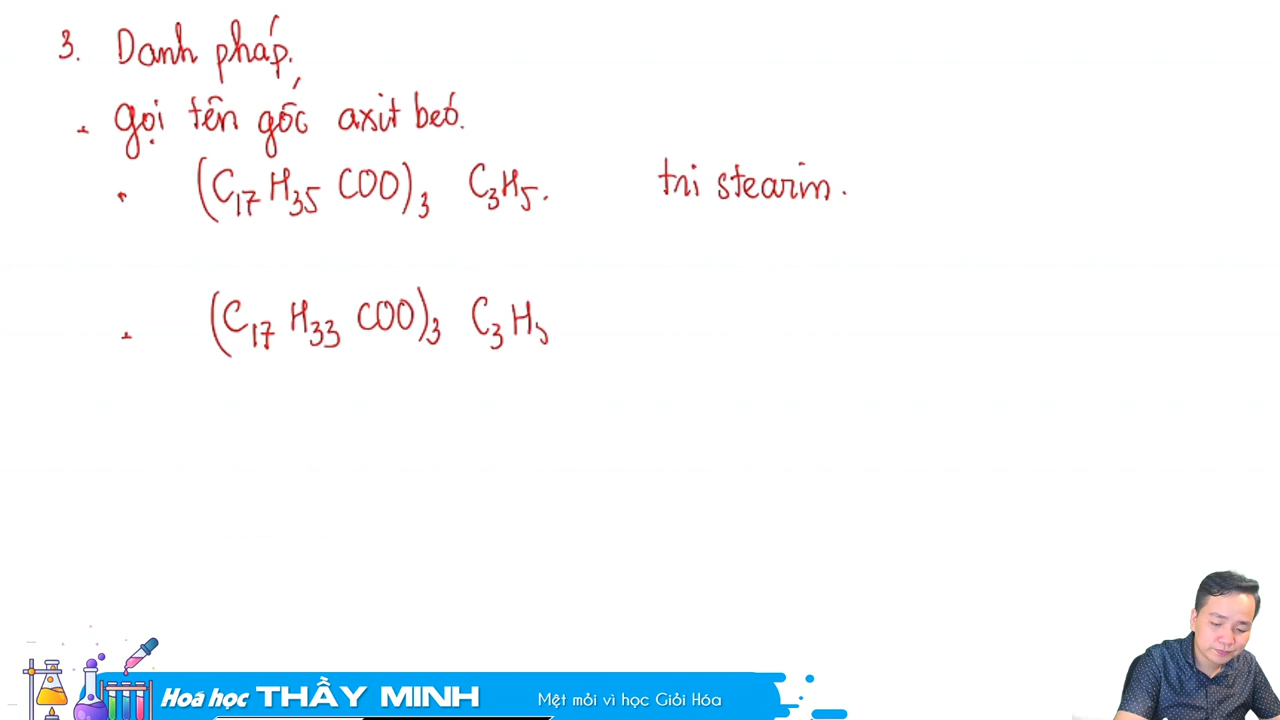 3. Danh pháp.
- gọi tên gốc axit beó.
(C17H35COO)3 C3H5. tri stearin.
(C17H33COO)3 C3H5
Hoá học THẦY MINH Mệt mỏi vì học Giỏi Hóa